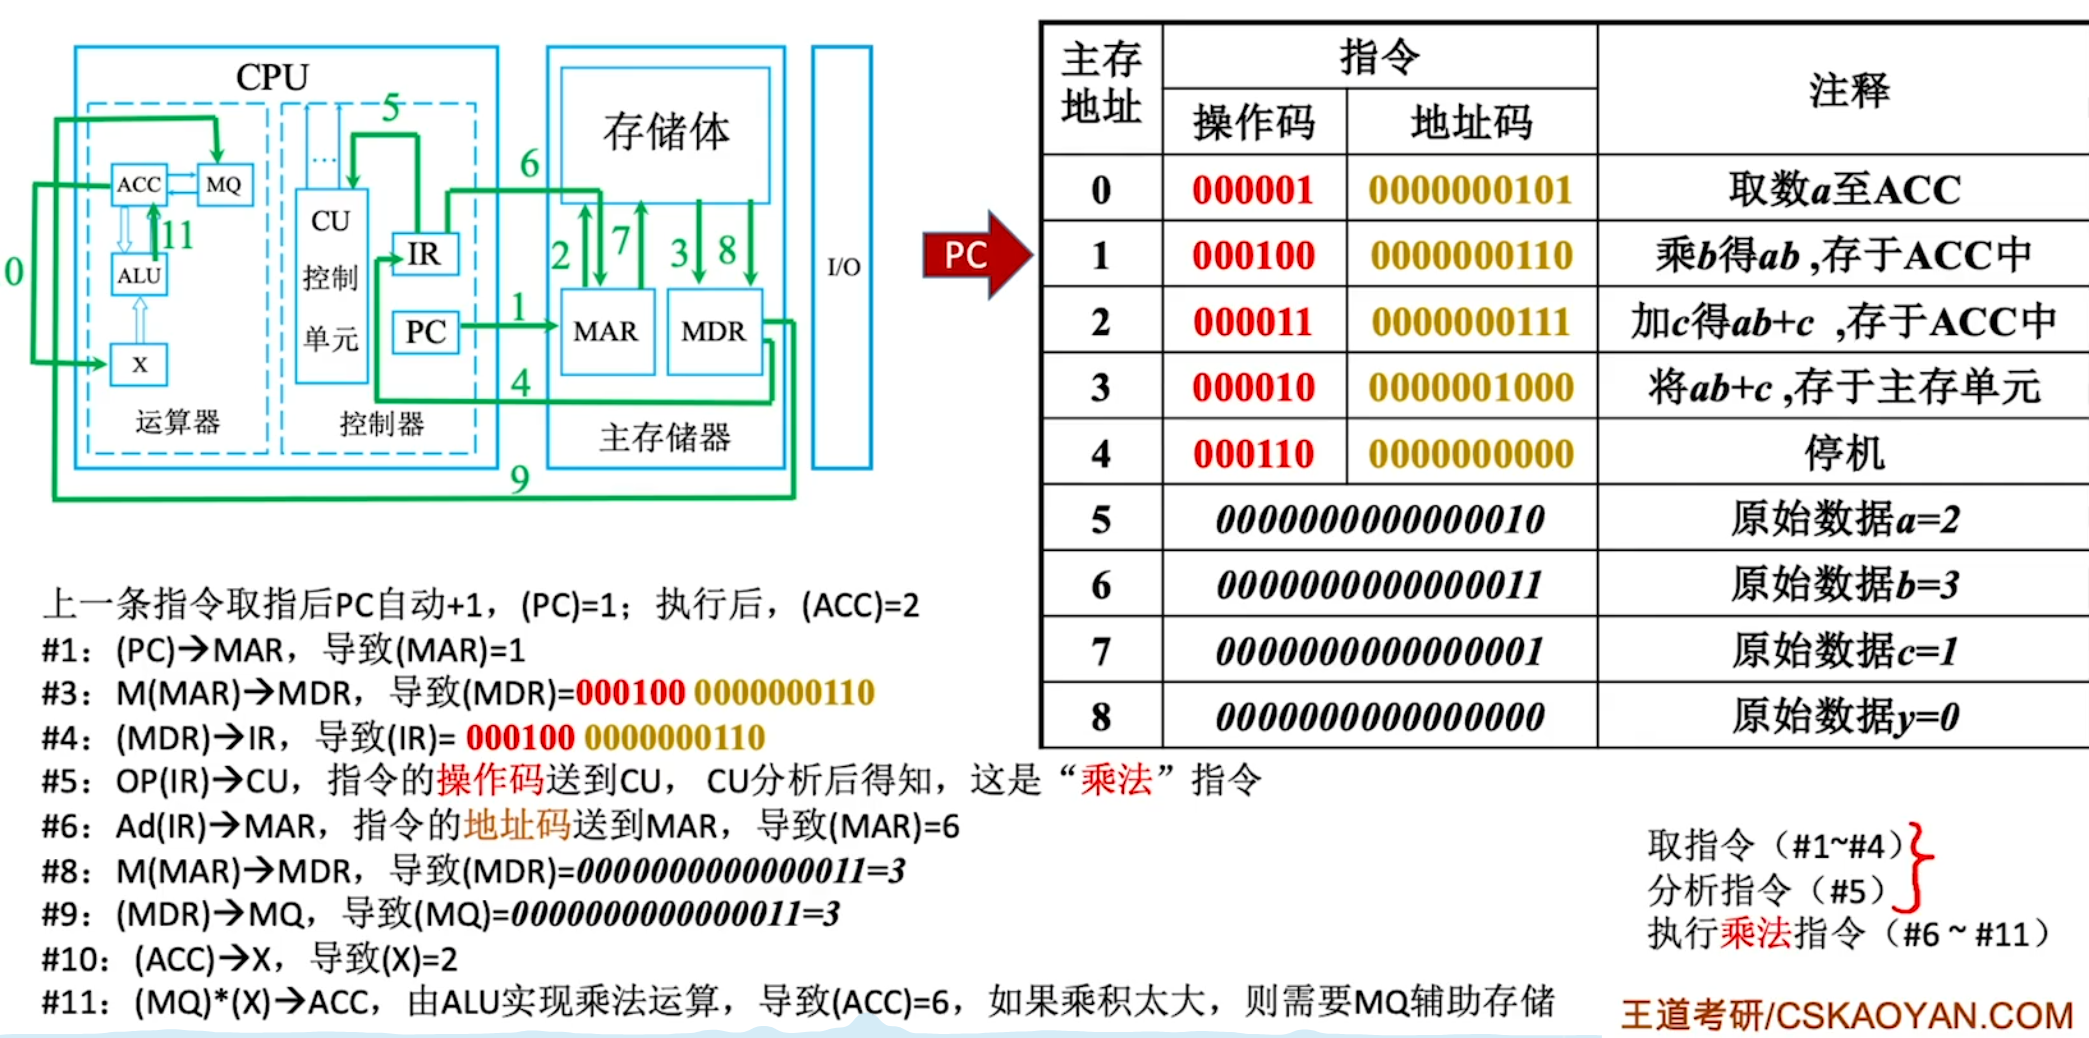 CPU
5
存储体
6
ACC
MQ
CU
11
IR
2
7
3
8
0
ALU
控制
I/O
PC
1
MAR
MDR
单元
X
4
运算器
控制器
主存储器
9
PC
主存地址 指令 注释
操作码 地址码
0 000001 0000000101 取数a至ACC
1 000100 0000000110 乘b得ab ,存于ACC中
2 000011 0000000111 加c得ab+c ,存于ACC中
3 000010 0000001000 将ab+c ,存于主存单元
4 000110 0000000000 停机
5 0000000000000010 原始数据a=2
6 0000000000000011 原始数据b=3
7 0000000000000001 原始数据c=1
8 0000000000000000 原始数据y=0
上一条指令取指后PC自动+1，(PC)=1；执行后，(ACC)=2
#1：(PC)→MAR，导致(MAR)=1
#3：M(MAR)→MDR，导致(MDR)=000100 0000000110
#4：(MDR)→IR，导致(IR)= 000100 0000000110
#5：OP(IR)→CU，指令的操作码送到CU， CU分析后得知，这是“乘法”指令
#6：Ad(IR)→MAR，指令的地址码送到MAR，导致(MAR)=6
#8：M(MAR)→MDR，导致(MDR)=0000000000000011=3
#9：(MDR)→MQ，导致(MQ)=0000000000000011=3
#10：(ACC)→X，导致(X)=2
#11：(MQ)*(X)→ACC，由ALU实现乘法运算，导致(ACC)=6，如果乘积太大，则需要MQ辅助存储
取指令（#1~#4）
分析指令（#5）
执行乘法指令（#6 ~ #11）
王道考研/CSKAOYAN.COM